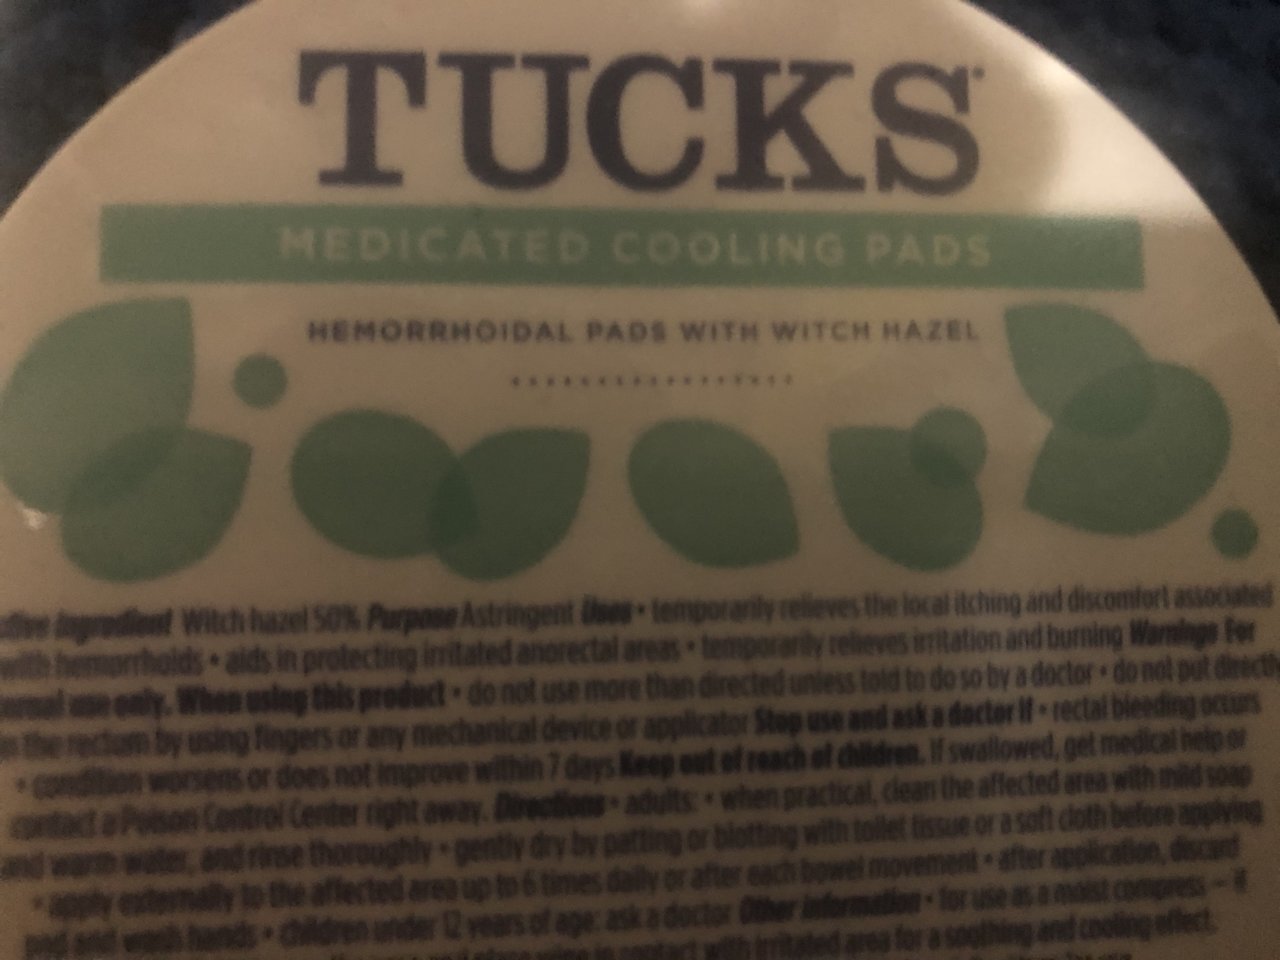 TUCKS
MEDICATED COOLING PADS
HEMORRHOIDAL PADS WITH WITCH HAZEL
ingredient Witch hazel 50% Purpose Astringent Uses • temporarily relieves the local itching and discomfort associated
with hemorrhoids • aids in protecting irritated anorectal areas • temporarily relieves irritation and burning Warnings For
use only. When using this product • do not use more than directed unless told to do so by a doctor • do not put directly
in the rectum by using fingers or any mechanical device or applicator Stop use and ask a doctor if • rectal bleeding occurs
• condition worsens or does not improve within 7 days Keep out of reach of children. If swallowed, get medical help or
contact a Poison Control Center right away. Directions • adults: • when practical, clean the affected area with mild soap
and warm water, and rinse thoroughly • gently dry by patting or blotting with toilet tissue or a soft cloth before applying
• apply externally to the affected area up to 6 times daily or after each bowel movement • after application, discard
pad and wash hands • children under 12 years of age: ask a doctor Other information • for use as a moist compress – if
in contact with irritated area for a soothing and cooling effect.